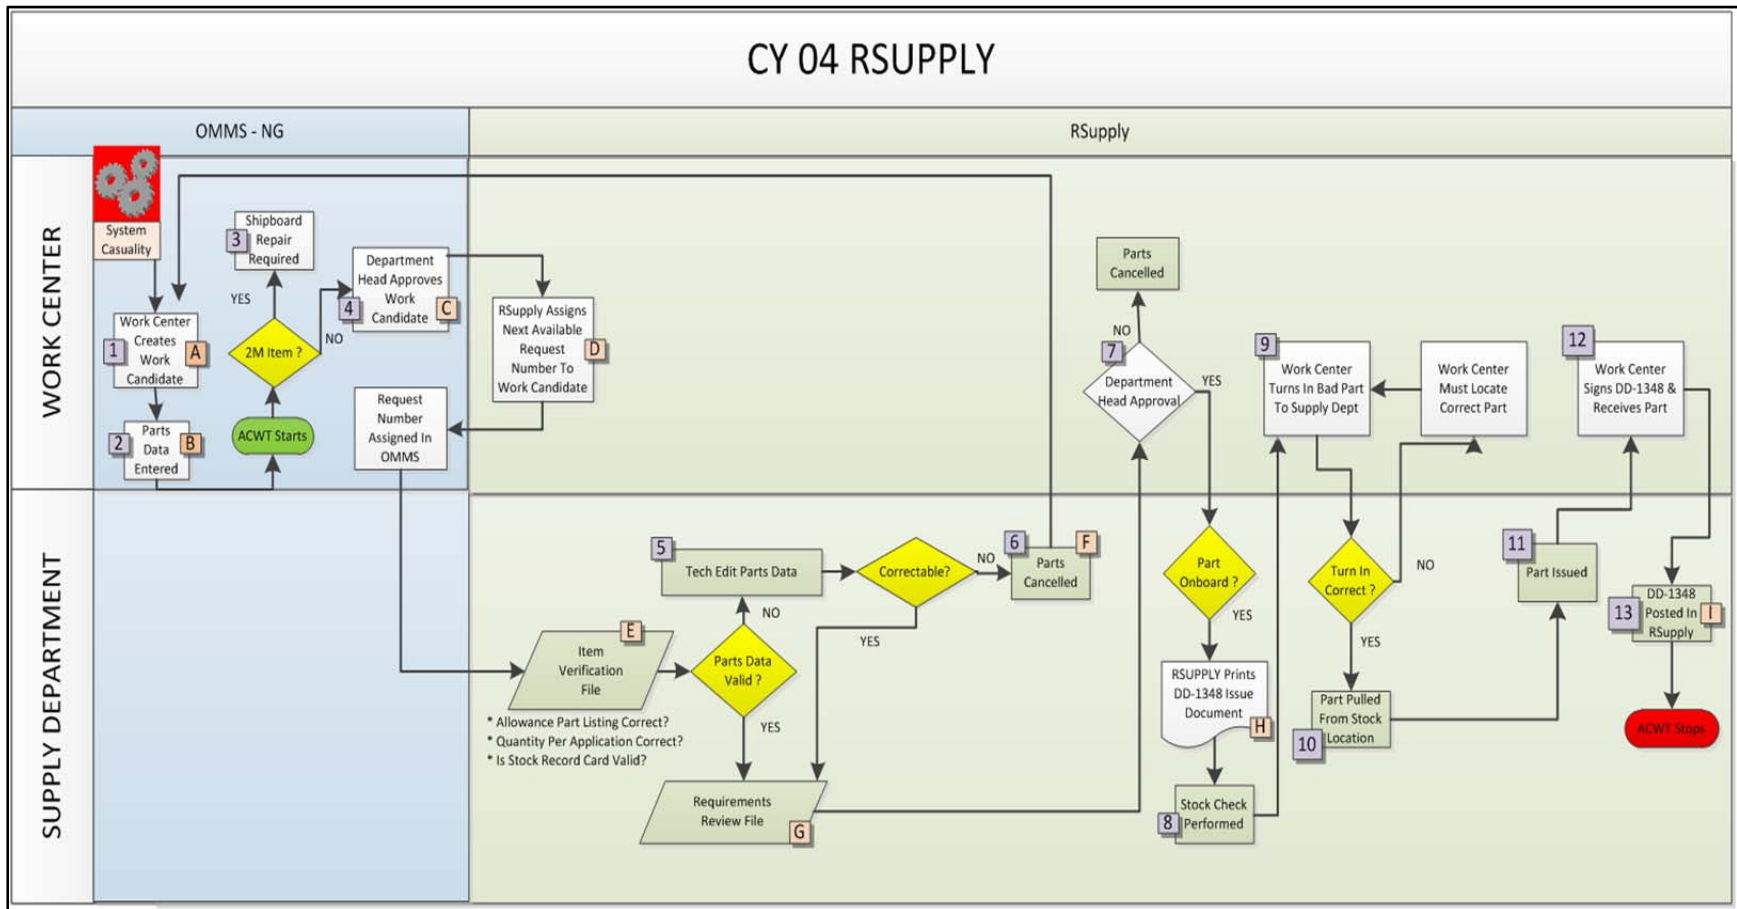 CY 04 RSUPPLY
OMMS - NG
RSupply
WORK CENTER
System
Casuality
1
Work Center
Creates
Work
Candidate
A
2
Parts
Data
Entered
B
ACWT Starts
2M Item ?
YES
NO
3
Shipboard
Repair
Required
4
Department
Head Approves
Work
Candidate
C
RSupply Assigns
Next Available
Request
Number To
Work Candidate
D
Request
Number
Assigned In
OMMS
Parts
Cancelled
NO
7
Department
Head Approval
YES
9
Work Center
Turns In Bad Part
To Supply Dept
Work Center
Must Locate
Correct Part
12
Work Center
Signs DD-1348 &
Receives Part
SUPPLY DEPARTMENT
E
Item
Verification
File
* Allowance Part Listing Correct?
* Quantity Per Application Correct?
* Is Stock Record Card Valid?
Parts Data
Valid ?
NO
YES
5
Tech Edit Parts Data
Correctable?
NO
YES
6
F
Parts
Cancelled
Requirements
Review File
G
Part
Onboard ?
YES
RSUPPLY Prints
DD-1348 Issue
Document
H
8
Stock Check
Performed
Turn In
Correct ?
NO
YES
Part Pulled
From Stock
Location
10
11
Part Issued
13
DD-1348
Posted In
RSupply
I
ACWT Stops